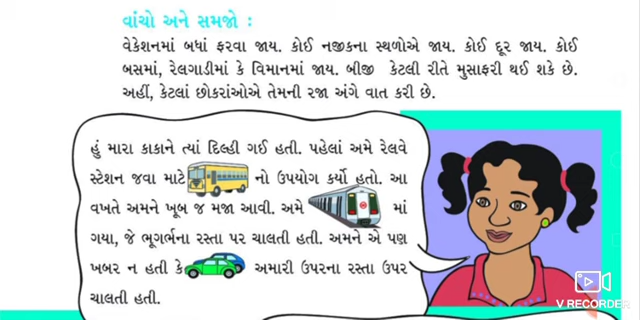 વાંચો અને સમજો :
વેકેશનમાં બધાં ફરવા જાય. કોઈ નજીકના સ્થળોએ જાય. કોઈ દૂર જાય. કોઈ
બસમાં, રેલગાડીમાં કે વિમાનમાં જાય. બીજી કેટલી રીતે મુસાફરી થઈ શકે છે.
અહીં, કેટલાં છોકરાંઓએ તેમની રજા અંગે વાત કરી છે.
હું મારા કાકાને ત્યાં દિલ્હી ગઈ હતી. પહેલાં અમે રેલવે
સ્ટેશન જવા માટે નો ઉપયોગ કર્યો હતો. આ
વખતે અમને ખૂબ જ મજા આવી. અમે માં
ગયા, જે ભૂગર્ભના રસ્તા પર ચાલતી હતી. અમને એ પણ
ખબર ન હતી કે અમારી ઉપરના રસ્તા ઉપર
ચાલતી હતી.
V RECORDER